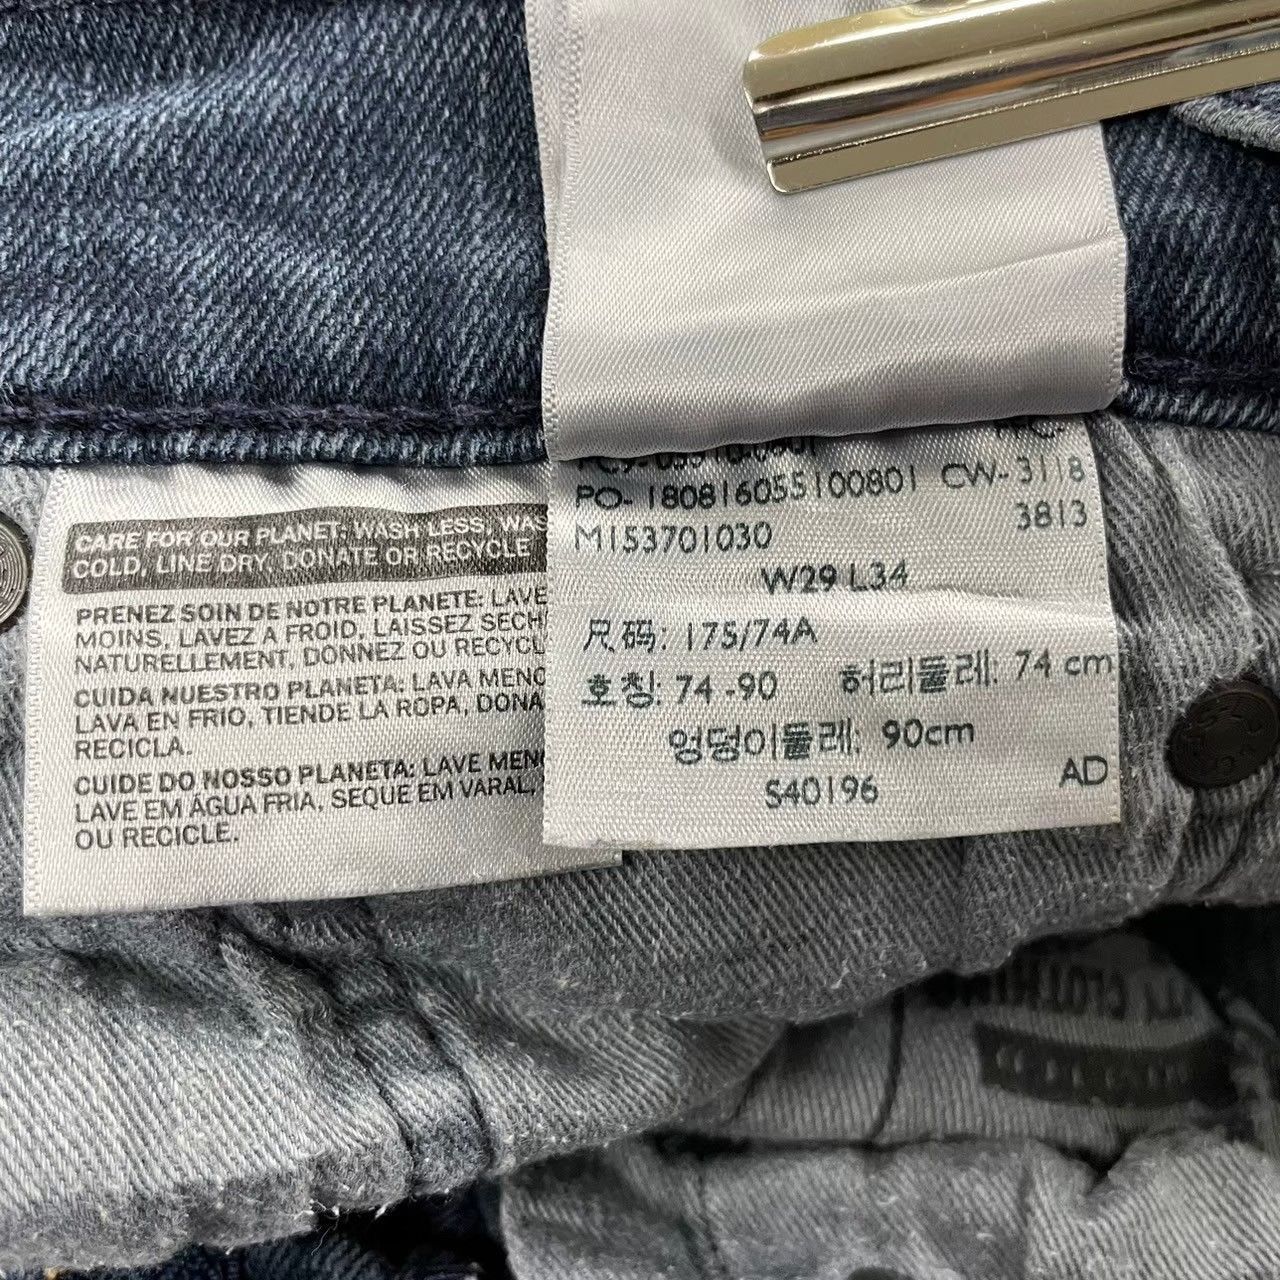 CARE FOR OUR PLANET: WASH LESS, WAS
COLD, LINE DRY, DONATE OR RECYCLE
PRENEZ SOIN DE NOTRE PLANETE: LAVE
MOINS, LAVEZ A FROID, LAISSEZ SECH
NATURELLEMENT, DONNEZ OU RECYCL
CUIDA NUESTRO PLANETA: LAVA MENO
LAVA EN FRIO, TIENDE LA ROPA, DONA
RECICLA.
CUIDE DO NOSSO PLANETA: LAVE MEN
LAVE EM ÁGUA FRIA, SEQUE EM VARAL,
OU RECICLE.
PO- 180816055100801 CW- 3118
M153701030 3813
W29 L34
尺码: 175/74A
호칭: 74 -90 허리둘레: 74 cm
엉덩이둘레: 90cm
S40196 AD
CLOTHING